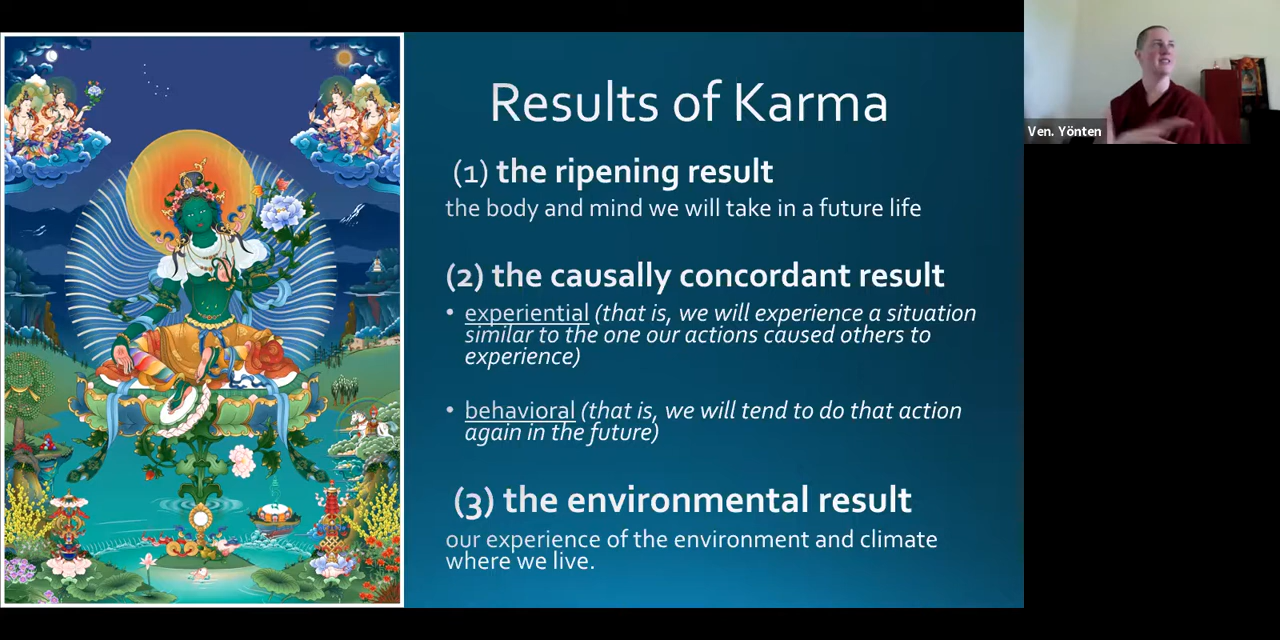 Results of Karma
(1) the ripening result
the body and mind we will take in a future life
(2) the causally concordant result
• experiential (that is, we will experience a situation
similar to the one our actions caused others to
experience)
• behavioral (that is, we will tend to do that action
again in the future)
(3) the environmental result
our experience of the environment and climate
where we live.
Ven. Yönten